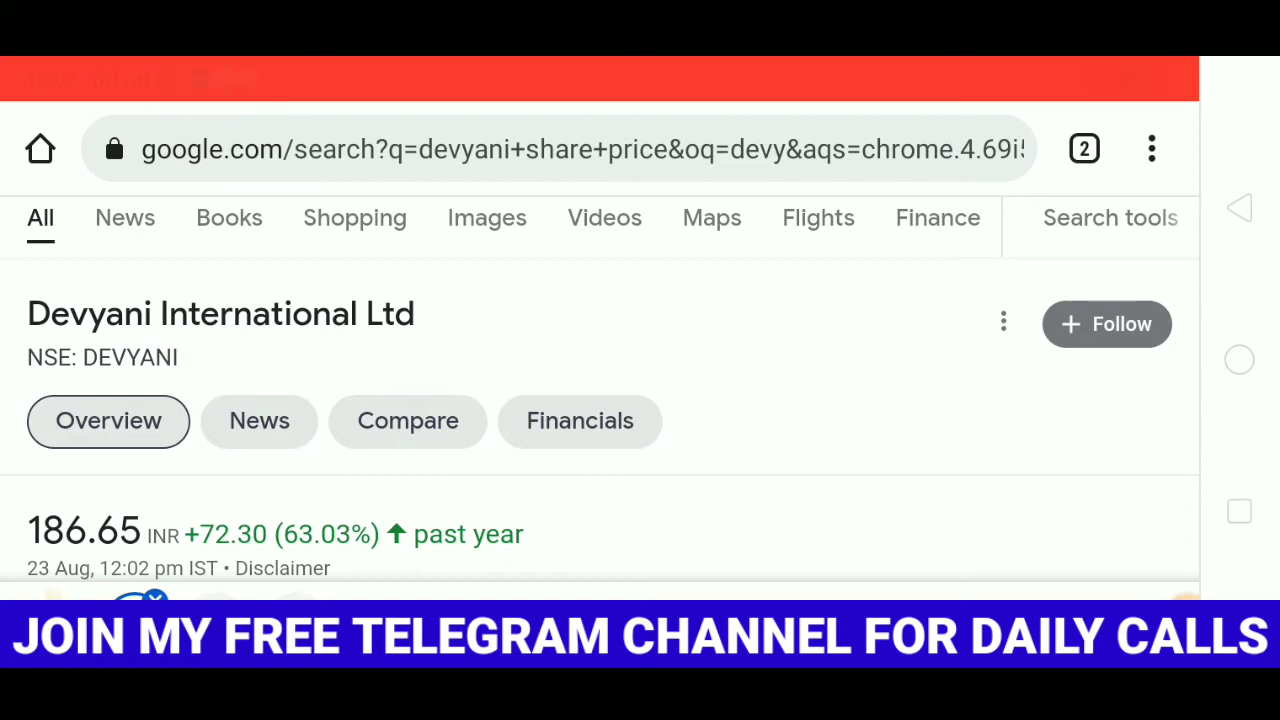 google.com/search?q=devyani+share+price&oq=devy&aqs=chrome.4.69i5
2
All News Books Shopping Images Videos Maps Flights Finance Search tools
Devyani International Ltd
+ Follow
NSE: DEVYANI
Overview News Compare Financials
186.65 INR +72.30 (63.03%) ↑ past year
23 Aug, 12:02 pm IST • Disclaimer
JOIN MY FREE TELEGRAM CHANNEL FOR DAILY CALLS